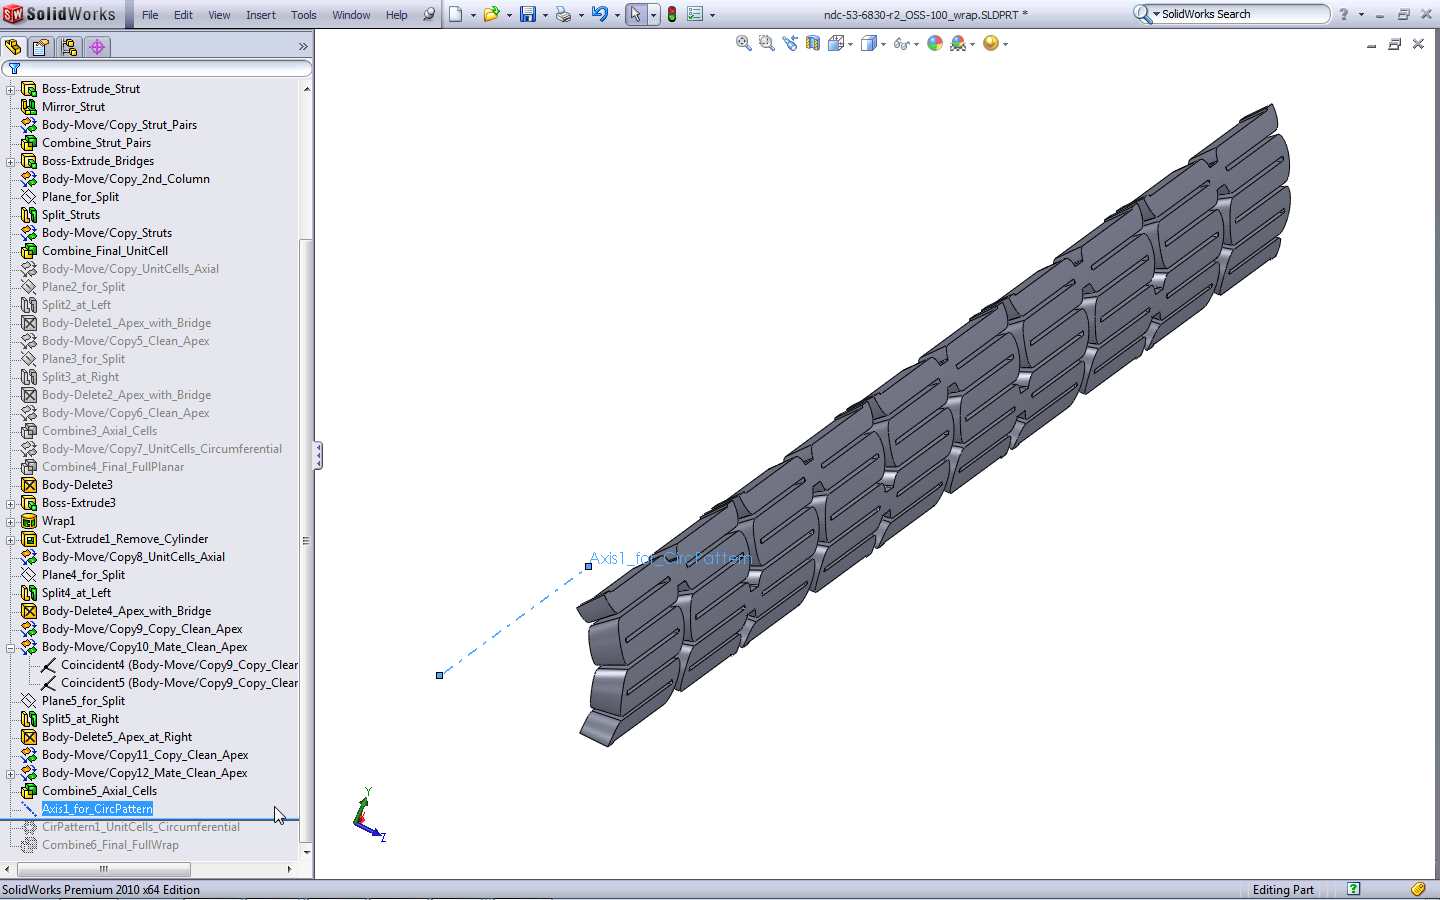 SolidWorks File Edit View Insert Tools Window Help ndc-53-6830-r2_OSS-100_wrap.SLDPRT * SolidWorks Search
Boss-Extrude_Strut
Mirror_Strut
Body-Move/Copy_Strut_Pairs
Combine_Strut_Pairs
Boss-Extrude_Bridges
Body-Move/Copy_2nd_Column
Plane_for_Split
Split_Struts
Body-Move/Copy_Struts
Combine_Final_UnitCell
Body-Move/Copy_UnitCells_Axial
Plane2_for_Split
Split2_at_Left
Body-Delete1_Apex_with_Bridge
Body-Move/Copy5_Clean_Apex
Plane3_for_Split
Split3_at_Right
Body-Delete2_Apex_with_Bridge
Body-Move/Copy6_Clean_Apex
Combine3_Axial_Cells
Body-Move/Copy7_UnitCells_Circumferential
Combine4_Final_FullPlanar
Body-Delete3
Boss-Extrude3
Wrap1
Cut-Extrude1_Remove_Cylinder
Body-Move/Copy8_UnitCells_Axial
Plane4_for_Split
Split4_at_Left
Body-Delete4_Apex_with_Bridge
Body-Move/Copy9_Copy_Clean_Apex
Body-Move/Copy10_Mate_Clean_Apex
Coincident4 (Body-Move/Copy9_Copy_Clear
Coincident5 (Body-Move/Copy9_Copy_Clear
Plane5_for_Split
Split5_at_Right
Body-Delete5_Apex_at_Right
Body-Move/Copy11_Copy_Clean_Apex
Body-Move/Copy12_Mate_Clean_Apex
Combine5_Axial_Cells
Axis1_for_CircPattern
CirPattern1_UnitCells_Circumferential
Combine6_Final_FullWrap
Axis1_for_CircPattern
Y
Z
SolidWorks Premium 2010 x64 Edition Editing Part